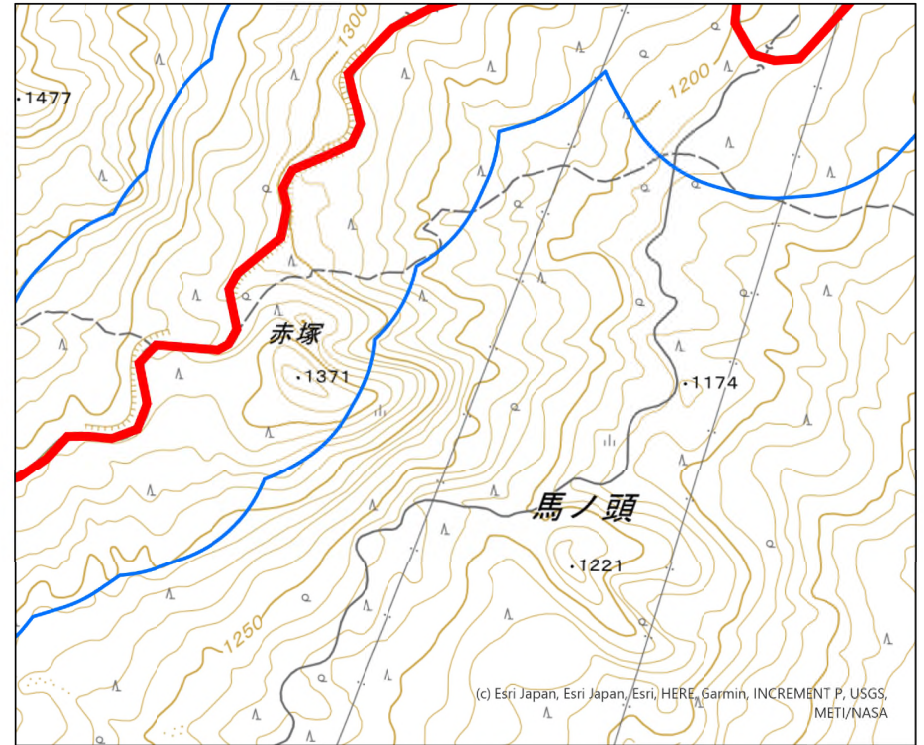 1300
1477
1200
赤塚
1371
1174
馬ノ頭
1221
1250
(c) Esri Japan, Esri Japan, Esri, HERE, Garmin, INCREMENT P, USGS,
METI/NASA